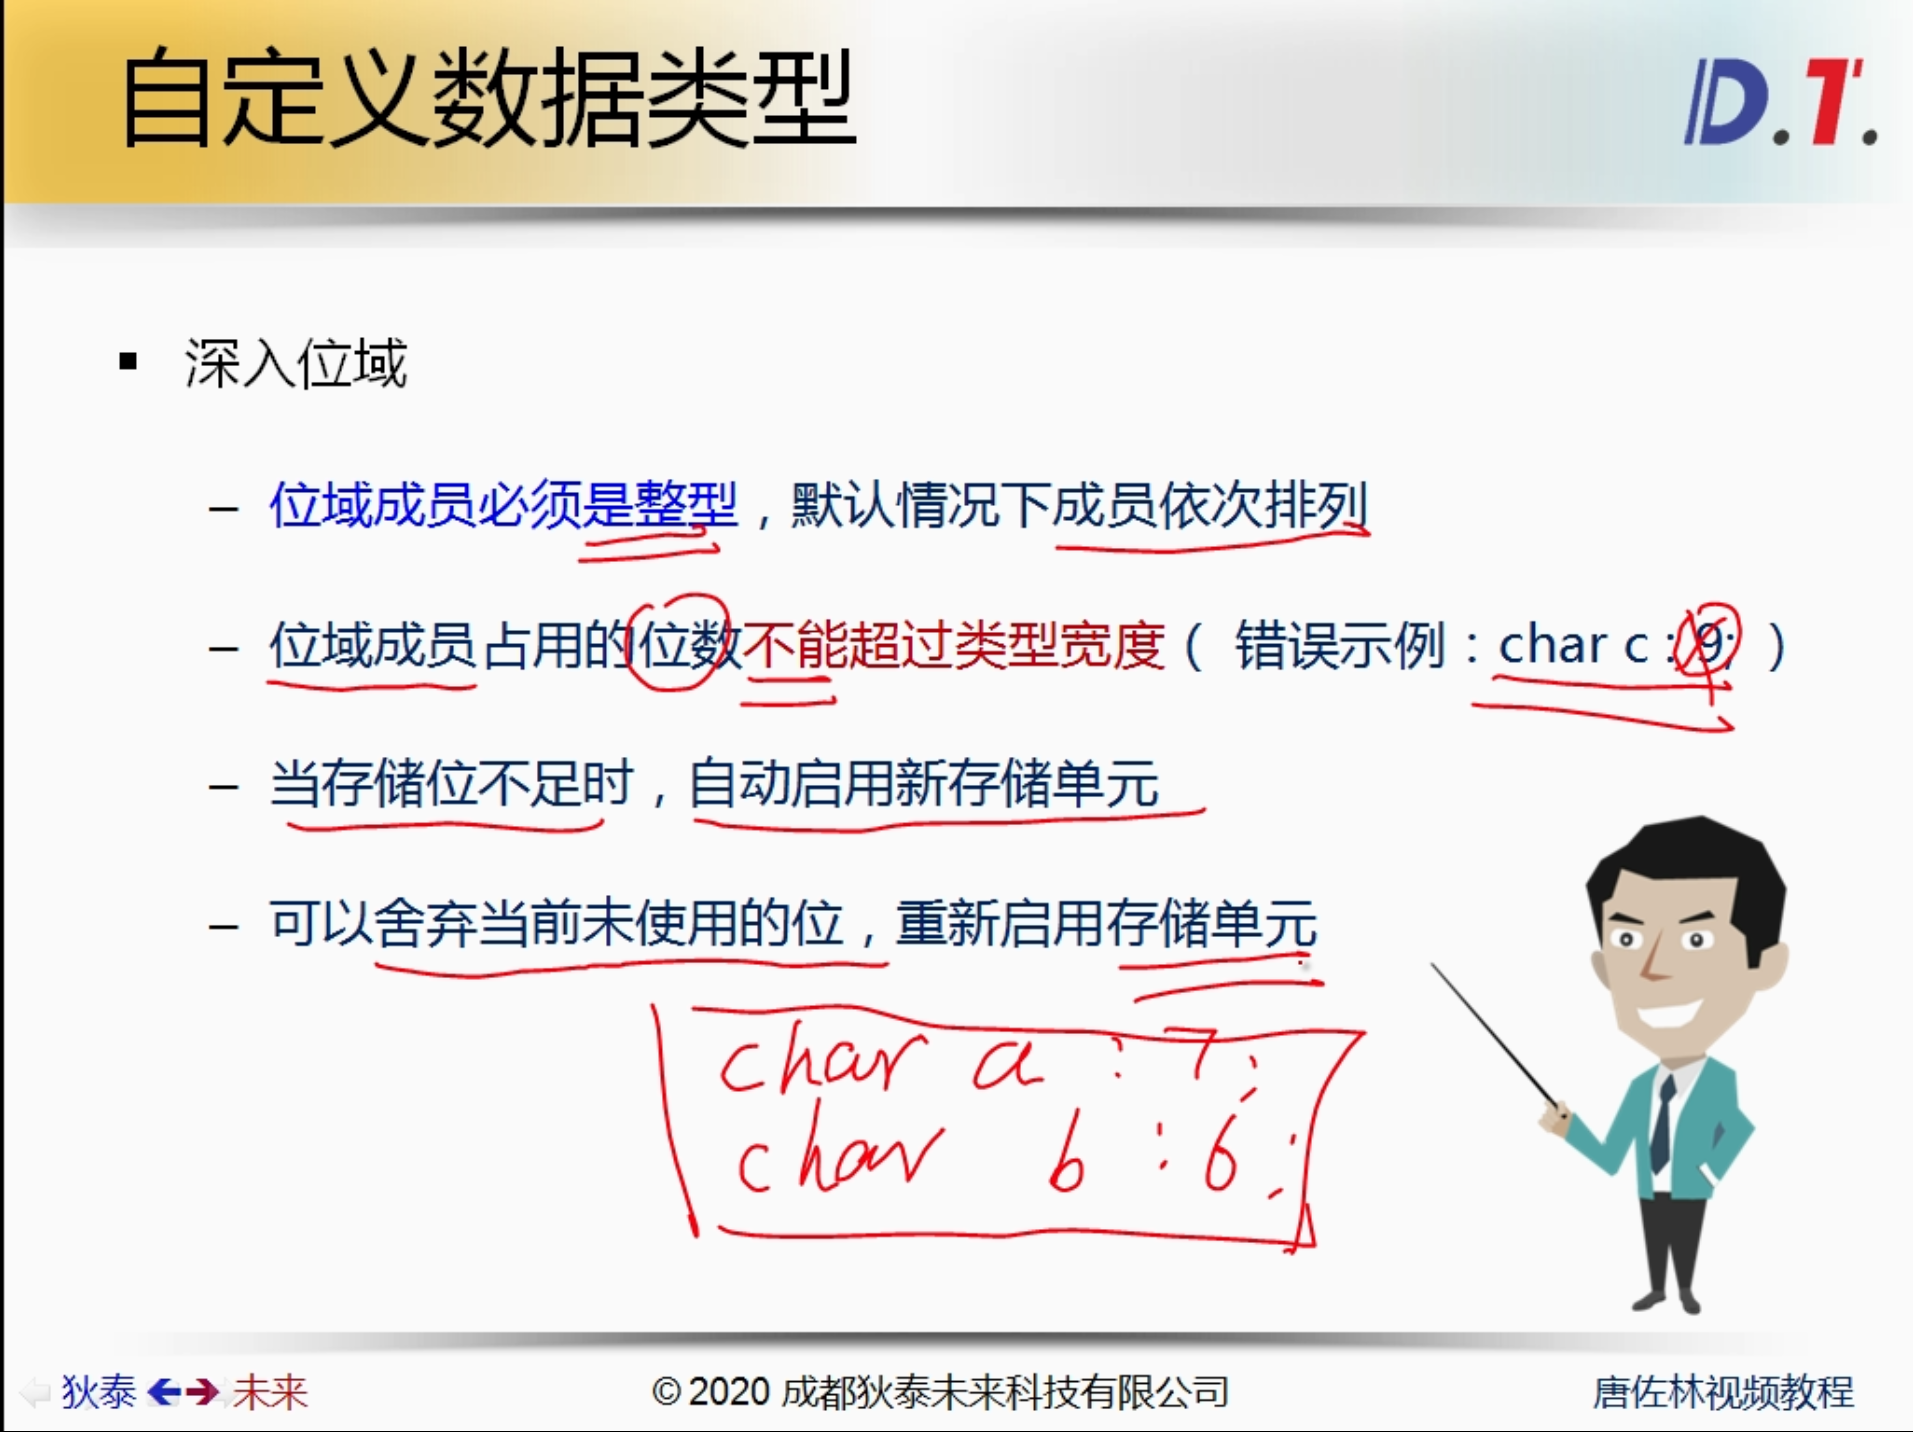 自定义数据类型
D.T.
▪ 深入位域
– 位域成员必须是整型，默认情况下成员依次排列
– 位域成员占用的位数不能超过类型宽度（ 错误示例：char c : 9; ）
– 当存储位不足时，自动启用新存储单元
– 可以舍弃当前未使用的位，重新启用存储单元
char a : 7;
char b : 6;
狄泰 未来
© 2020 成都狄泰未来科技有限公司
唐佐林视频教程